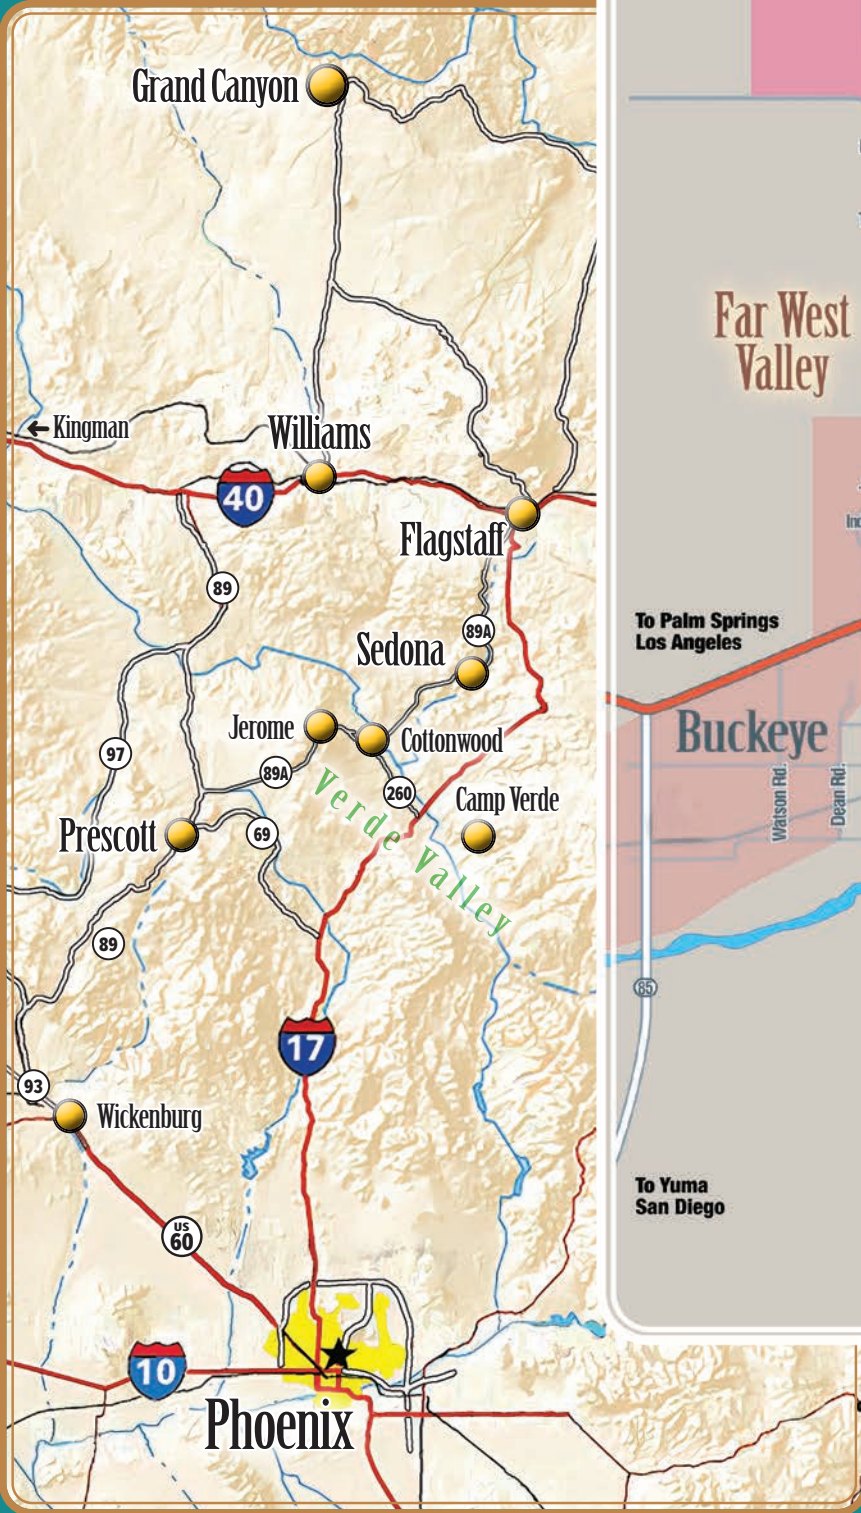 Grand Canyon
Kingman
Williams
40
Flagstaff
89
89A
Sedona
Jerome
Cottonwood
97
89A
260
Camp Verde
Verde Valley
Prescott
69
89
17
93
Wickenburg
US
60
10
Phoenix
Far West
Valley
To Palm Springs
Los Angeles
Buckeye
Watson Rd.
Dean Rd.
85
To Yuma
San Diego